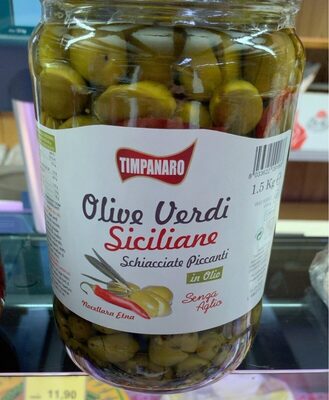 TIMPANARO
Olive Verdi
Siciliane
Schiacciate Piccanti
in Olio
Senza
Aglio
Nocellara Etna
1.5 Kg
11.90